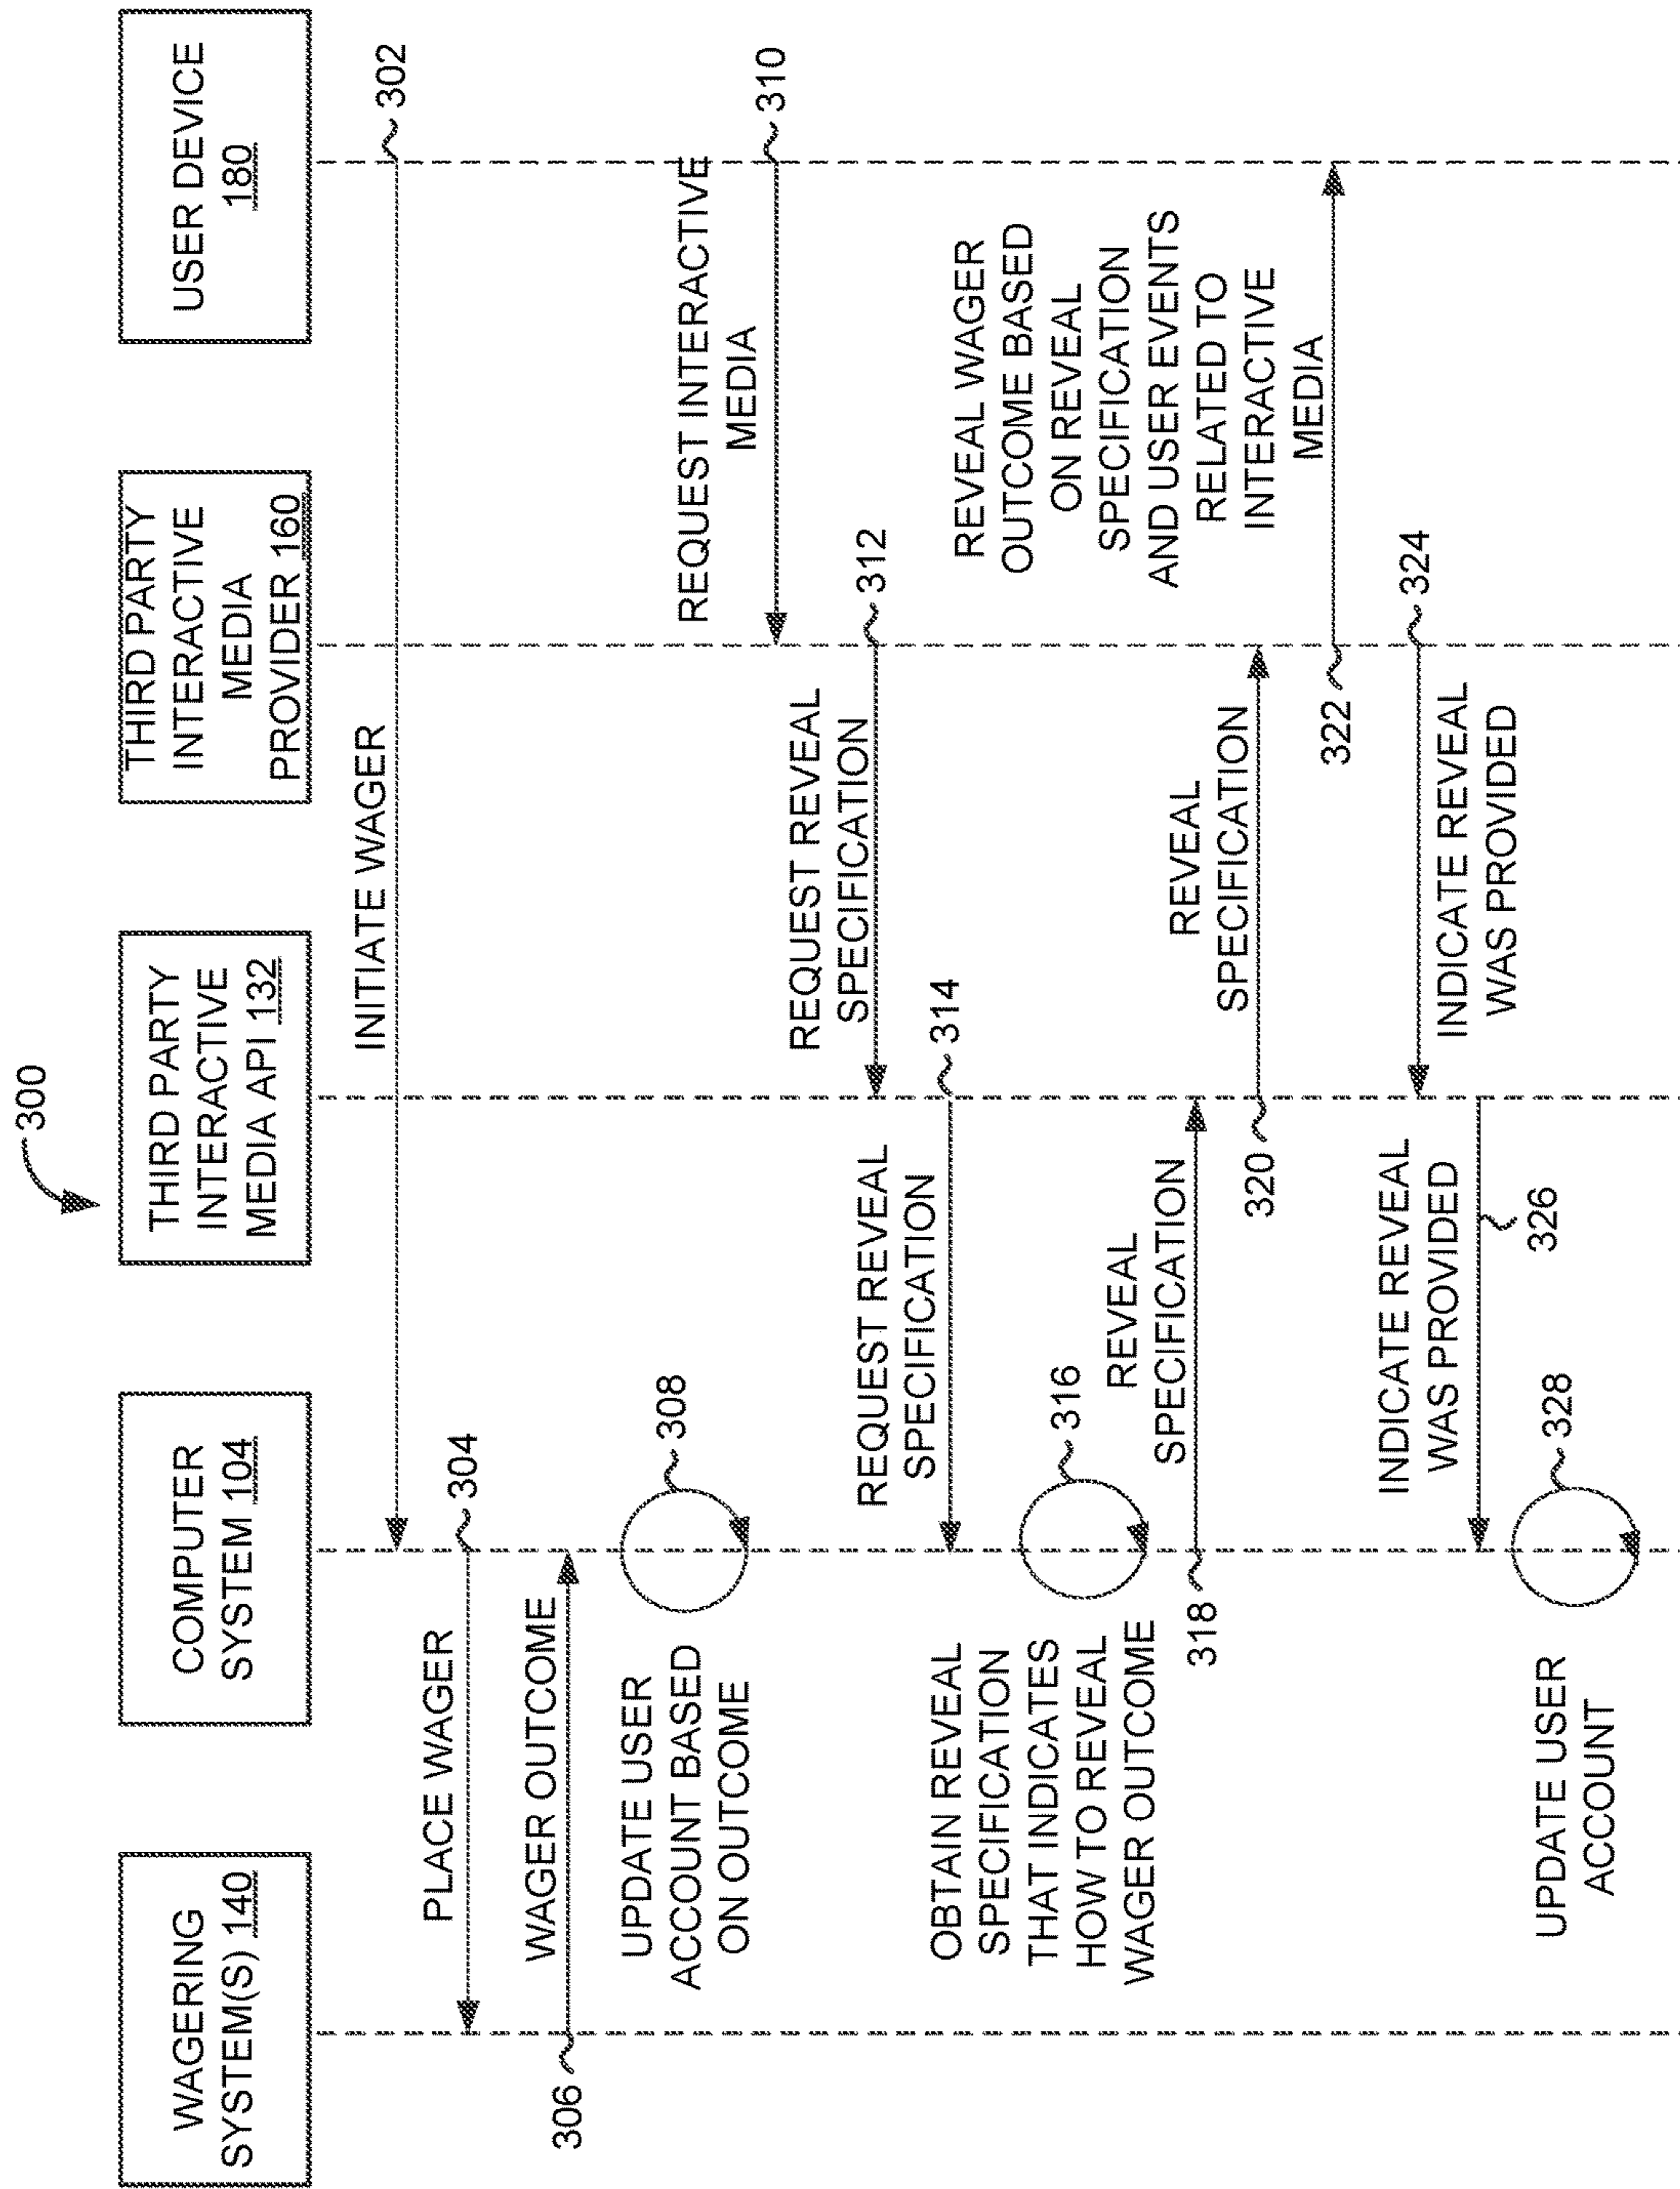 300
WAGERING
SYSTEM(S) 140
COMPUTER
SYSTEM 104
THIRD PARTY
INTERACTIVE
MEDIA API 132
THIRD PARTY
INTERACTIVE
MEDIA
PROVIDER 160
USER DEVICE
180
INITIATE WAGER
302
PLACE WAGER
304
WAGER OUTCOME
306
UPDATE USER
ACCOUNT BASED
ON OUTCOME
308
REQUEST INTERACTIVE
MEDIA
310
REQUEST REVEAL
SPECIFICATION
312
REQUEST REVEAL
SPECIFICATION
314
OBTAIN REVEAL
SPECIFICATION
THAT INDICATES
HOW TO REVEAL
WAGER OUTCOME
316
REVEAL
SPECIFICATION
318
REVEAL
SPECIFICATION
320
REVEAL WAGER
OUTCOME BASED
ON REVEAL
SPECIFICATION
AND USER EVENTS
RELATED TO
INTERACTIVE
MEDIA
322
INDICATE REVEAL
WAS PROVIDED
324
INDICATE REVEAL
WAS PROVIDED
326
UPDATE USER
ACCOUNT
328